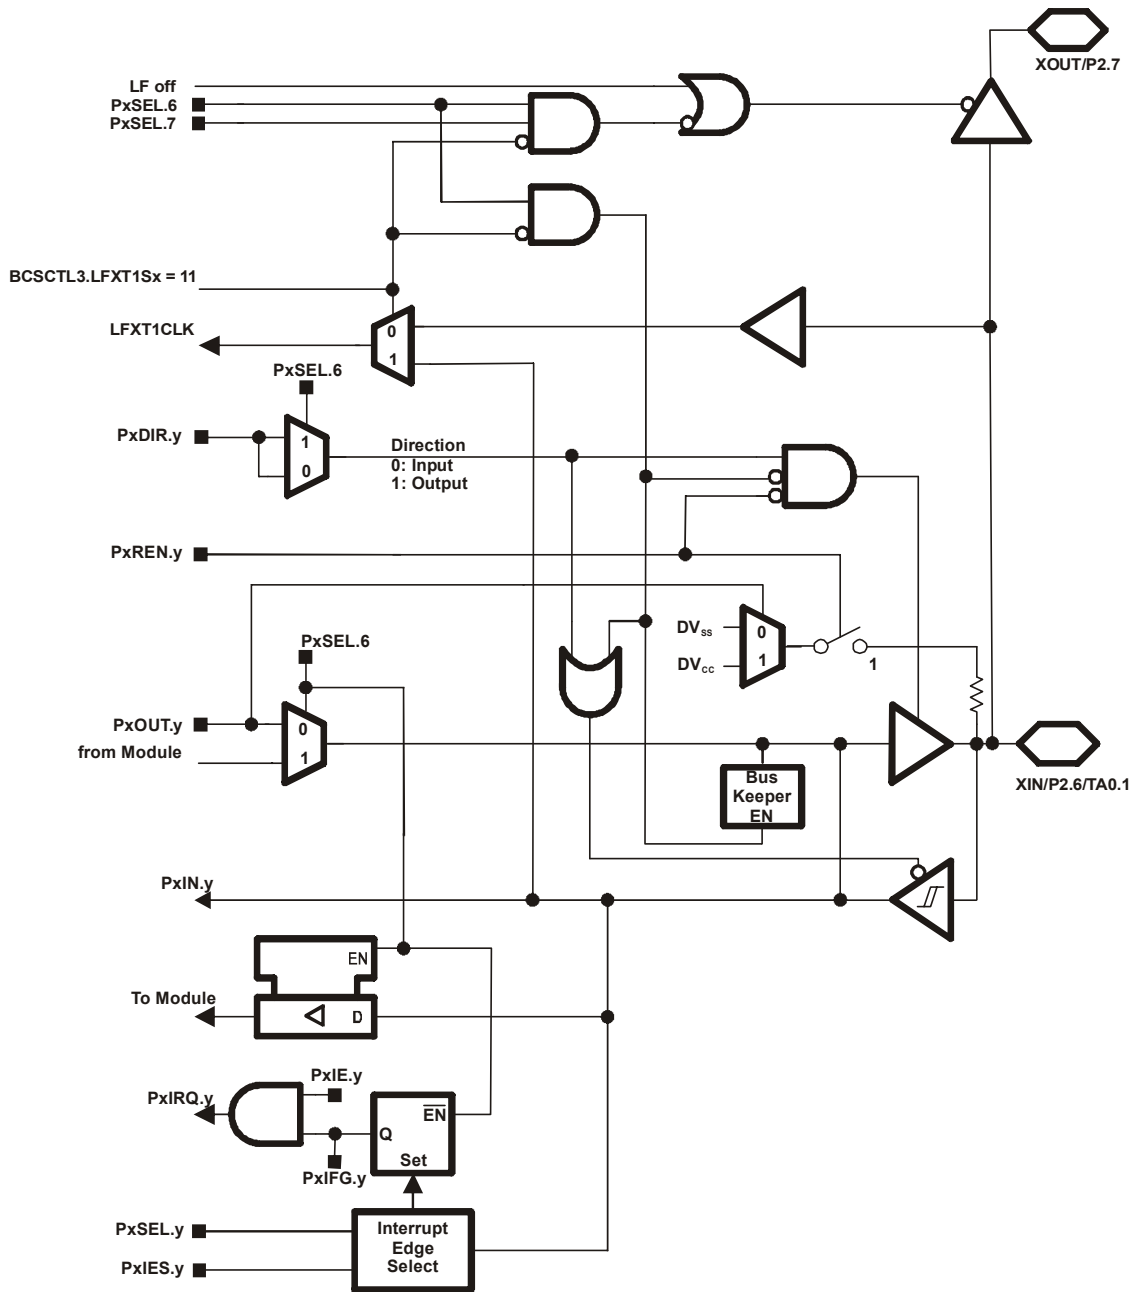 XOUT/P2.7
LF off
PxSEL.6
PxSEL.7
BCSCTL3.LFXT1Sx = 11
LFXT1CLK
0
1
PxSEL.6
PxDIR.y
1
0
Direction
0: Input
1: Output
PxREN.y
DVSS
DVCC
0
1
1
PxSEL.6
PxOUT.y
from Module
0
1
Bus
Keeper
EN
XIN/P2.6/TA0.1
PxIN.y
EN
To Module
D
PxIE.y
PxIRQ.y
EN
Q
Set
PxIFG.y
PxSEL.y
PxIES.y
Interrupt
Edge
Select